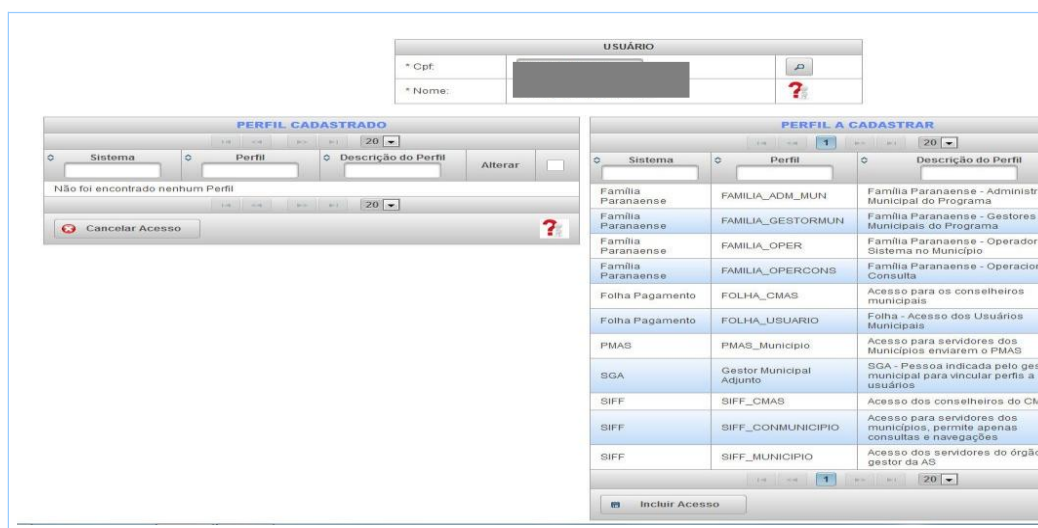 USUÁRIO
* Cpf:
* Nome:
PERFIL CADASTRADO
20
Sistema Perfil Descrição do Perfil Alterar
Não foi encontrado nenhum Perfil
20
Cancelar Acesso
PERFIL A CADASTRAR
1 20
Sistema Perfil Descrição do Perfil
Família Paranaense FAMILIA_ADM_MUN Família Paranaense - Administr
Municipal do Programa
Família Paranaense FAMILIA_GESTORMUN Família Paranaense - Gestores
Municipais do Programa
Família Paranaense FAMILIA_OPER Família Paranaense - Operador
Sistema no Município
Família Paranaense FAMILIA_OPERCONS Família Paranaense - Operacion
Consulta
Folha Pagamento FOLHA_CMAS Acesso para os conselheiros
municipais
Folha Pagamento FOLHA_USUARIO Folha - Acesso dos Usuários
Municipais
PMAS PMAS_Municipio Acesso para servidores dos
Municípios enviarem o PMAS
SGA Gestor Municipal Adjunto SGA - Pessoa indicada pelo ges
municipal para vincular perfis a
usuários
SIFF SIFF_CMAS Acesso dos conselheiros do CM
SIFF SIFF_CONMUNICIPIO Acesso para servidores dos
municípios, permite apenas
consultas e navegações
SIFF SIFF_MUNICIPIO Acesso dos servidores do órgão
gestor da AS
1 20
Incluir Acesso